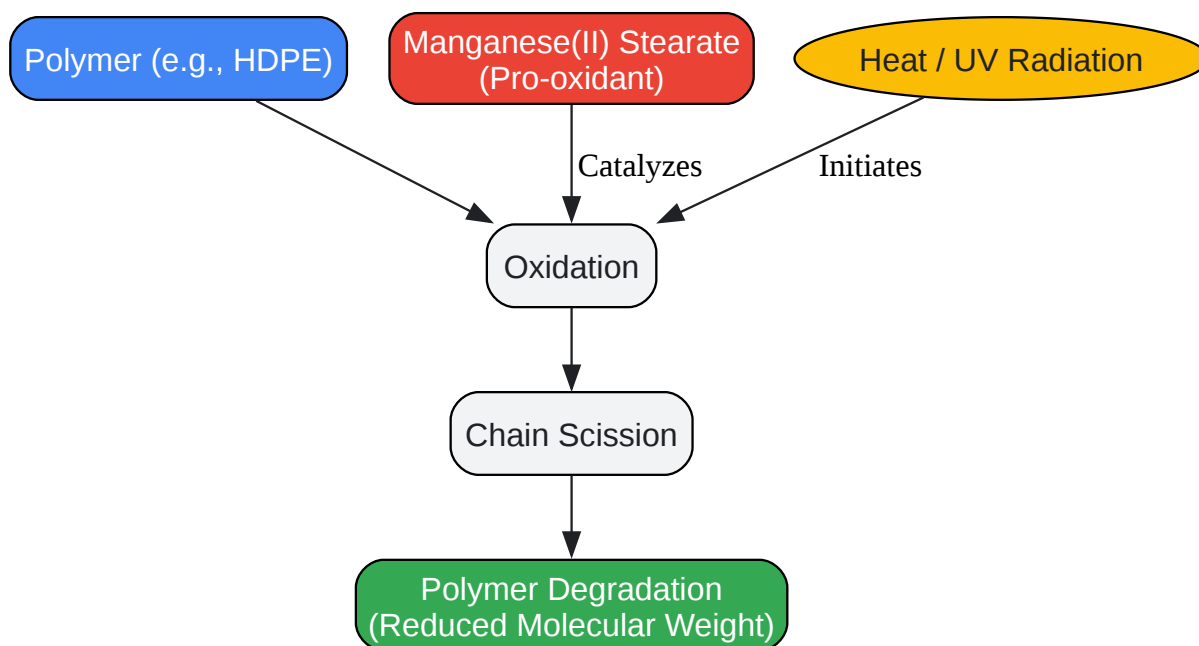 Polymer (e.g., HDPE)
Manganese(II) Stearate
(Pro-oxidant)
Heat / UV Radiation
Catalyzes
Initiates
Oxidation
Chain Scission
Polymer Degradation
(Reduced Molecular Weight)